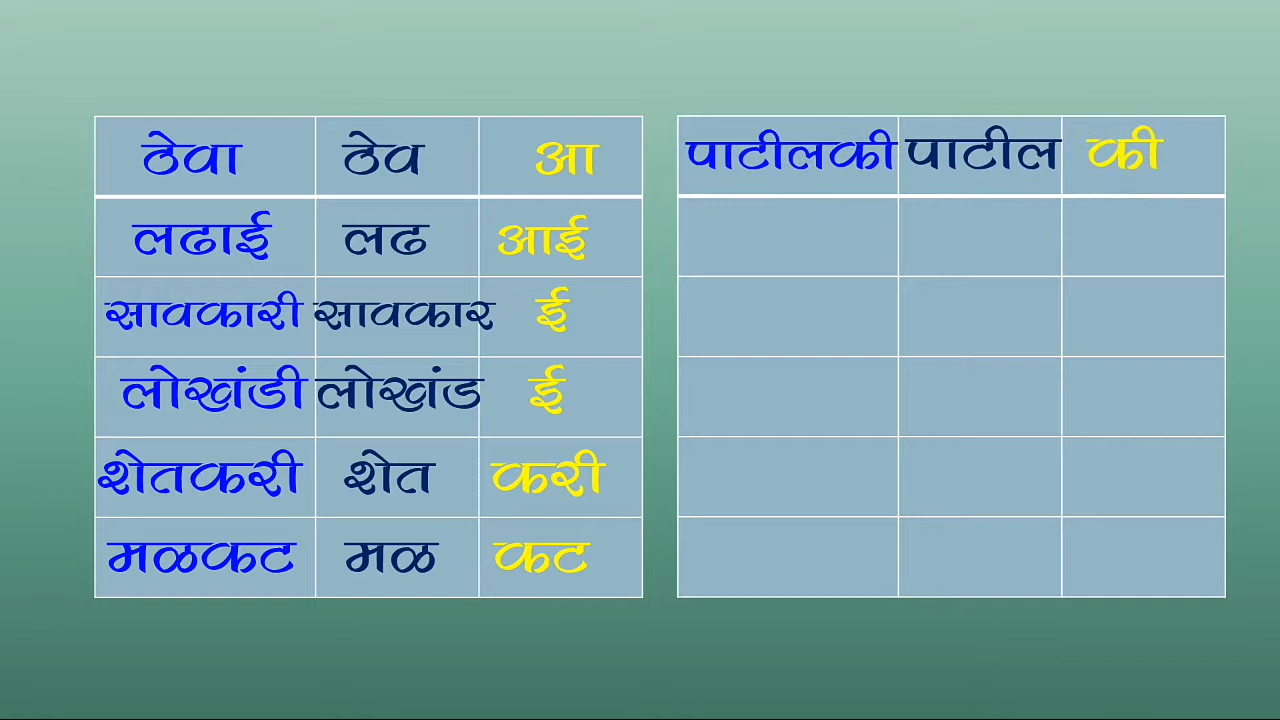 ठेवा ठेव आ
लढाई लढ आई
सावकारी सावकार ई
लोखंडी लोखंड ई
शेतकरी शेत करी
मळकट मळ कट
पाटीलकी पाटील की